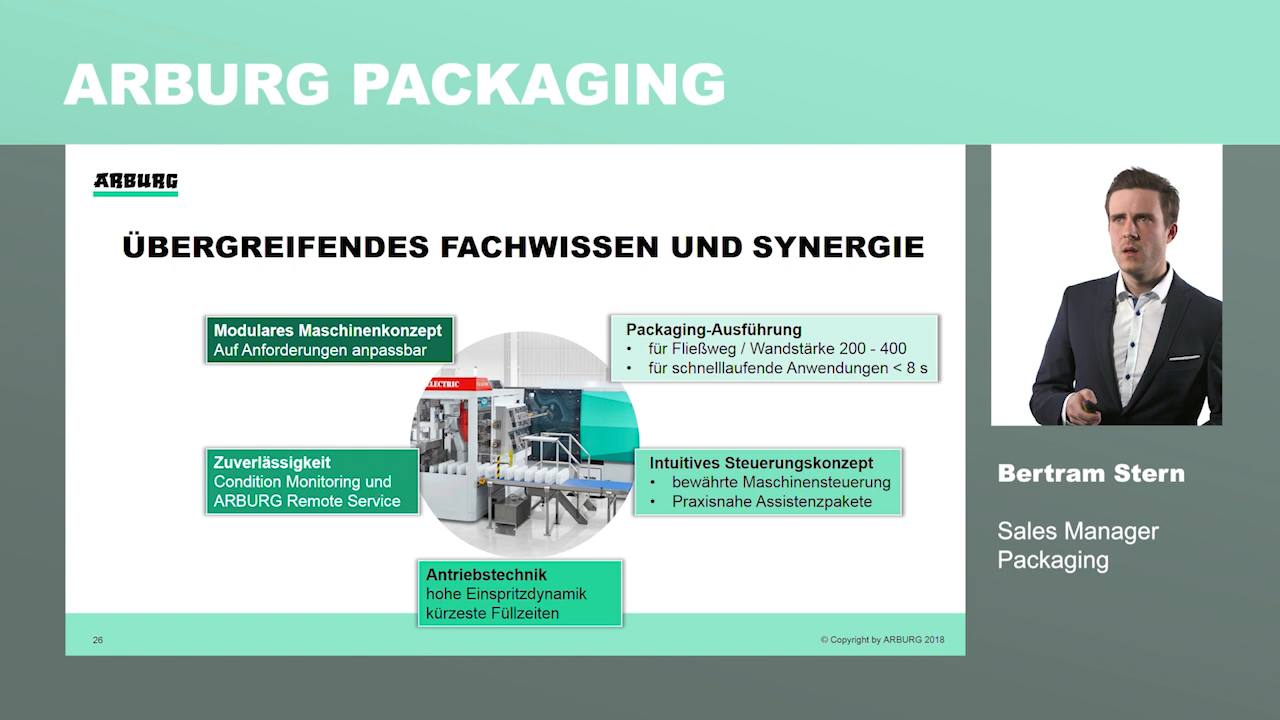 ARBURG PACKAGING
ARBURG
ÜBERGREIFENDES FACHWISSEN UND SYNERGIE
Modulares Maschinenkonzept
Auf Anforderungen anpassbar
Packaging-Ausführung
• für Fließweg / Wandstärke 200 - 400
• für schnelllaufende Anwendungen < 8 s
ELECTRIC
Zuverlässigkeit
Condition Monitoring und
ARBURG Remote Service
Intuitives Steuerungskonzept
• bewährte Maschinensteuerung
• Praxisnahe Assistenzpakete
Antriebstechnik
hohe Einspritzdynamik
kürzeste Füllzeiten
26
© Copyright by ARBURG 2018
Bertram Stern
Sales Manager
Packaging